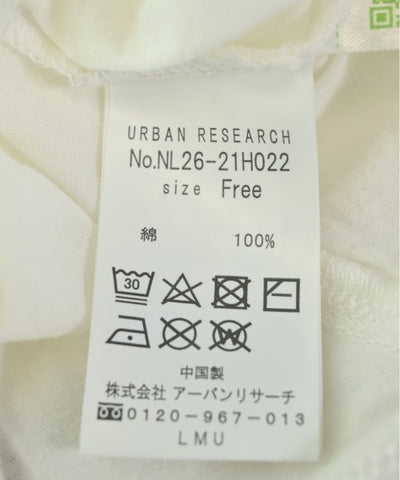 URBAN RESEARCH
No.NL26-21H022
size Free
綿 100%
30
W
中国製
株式会社 アーバンリサーチ
0120-967-013
LMU